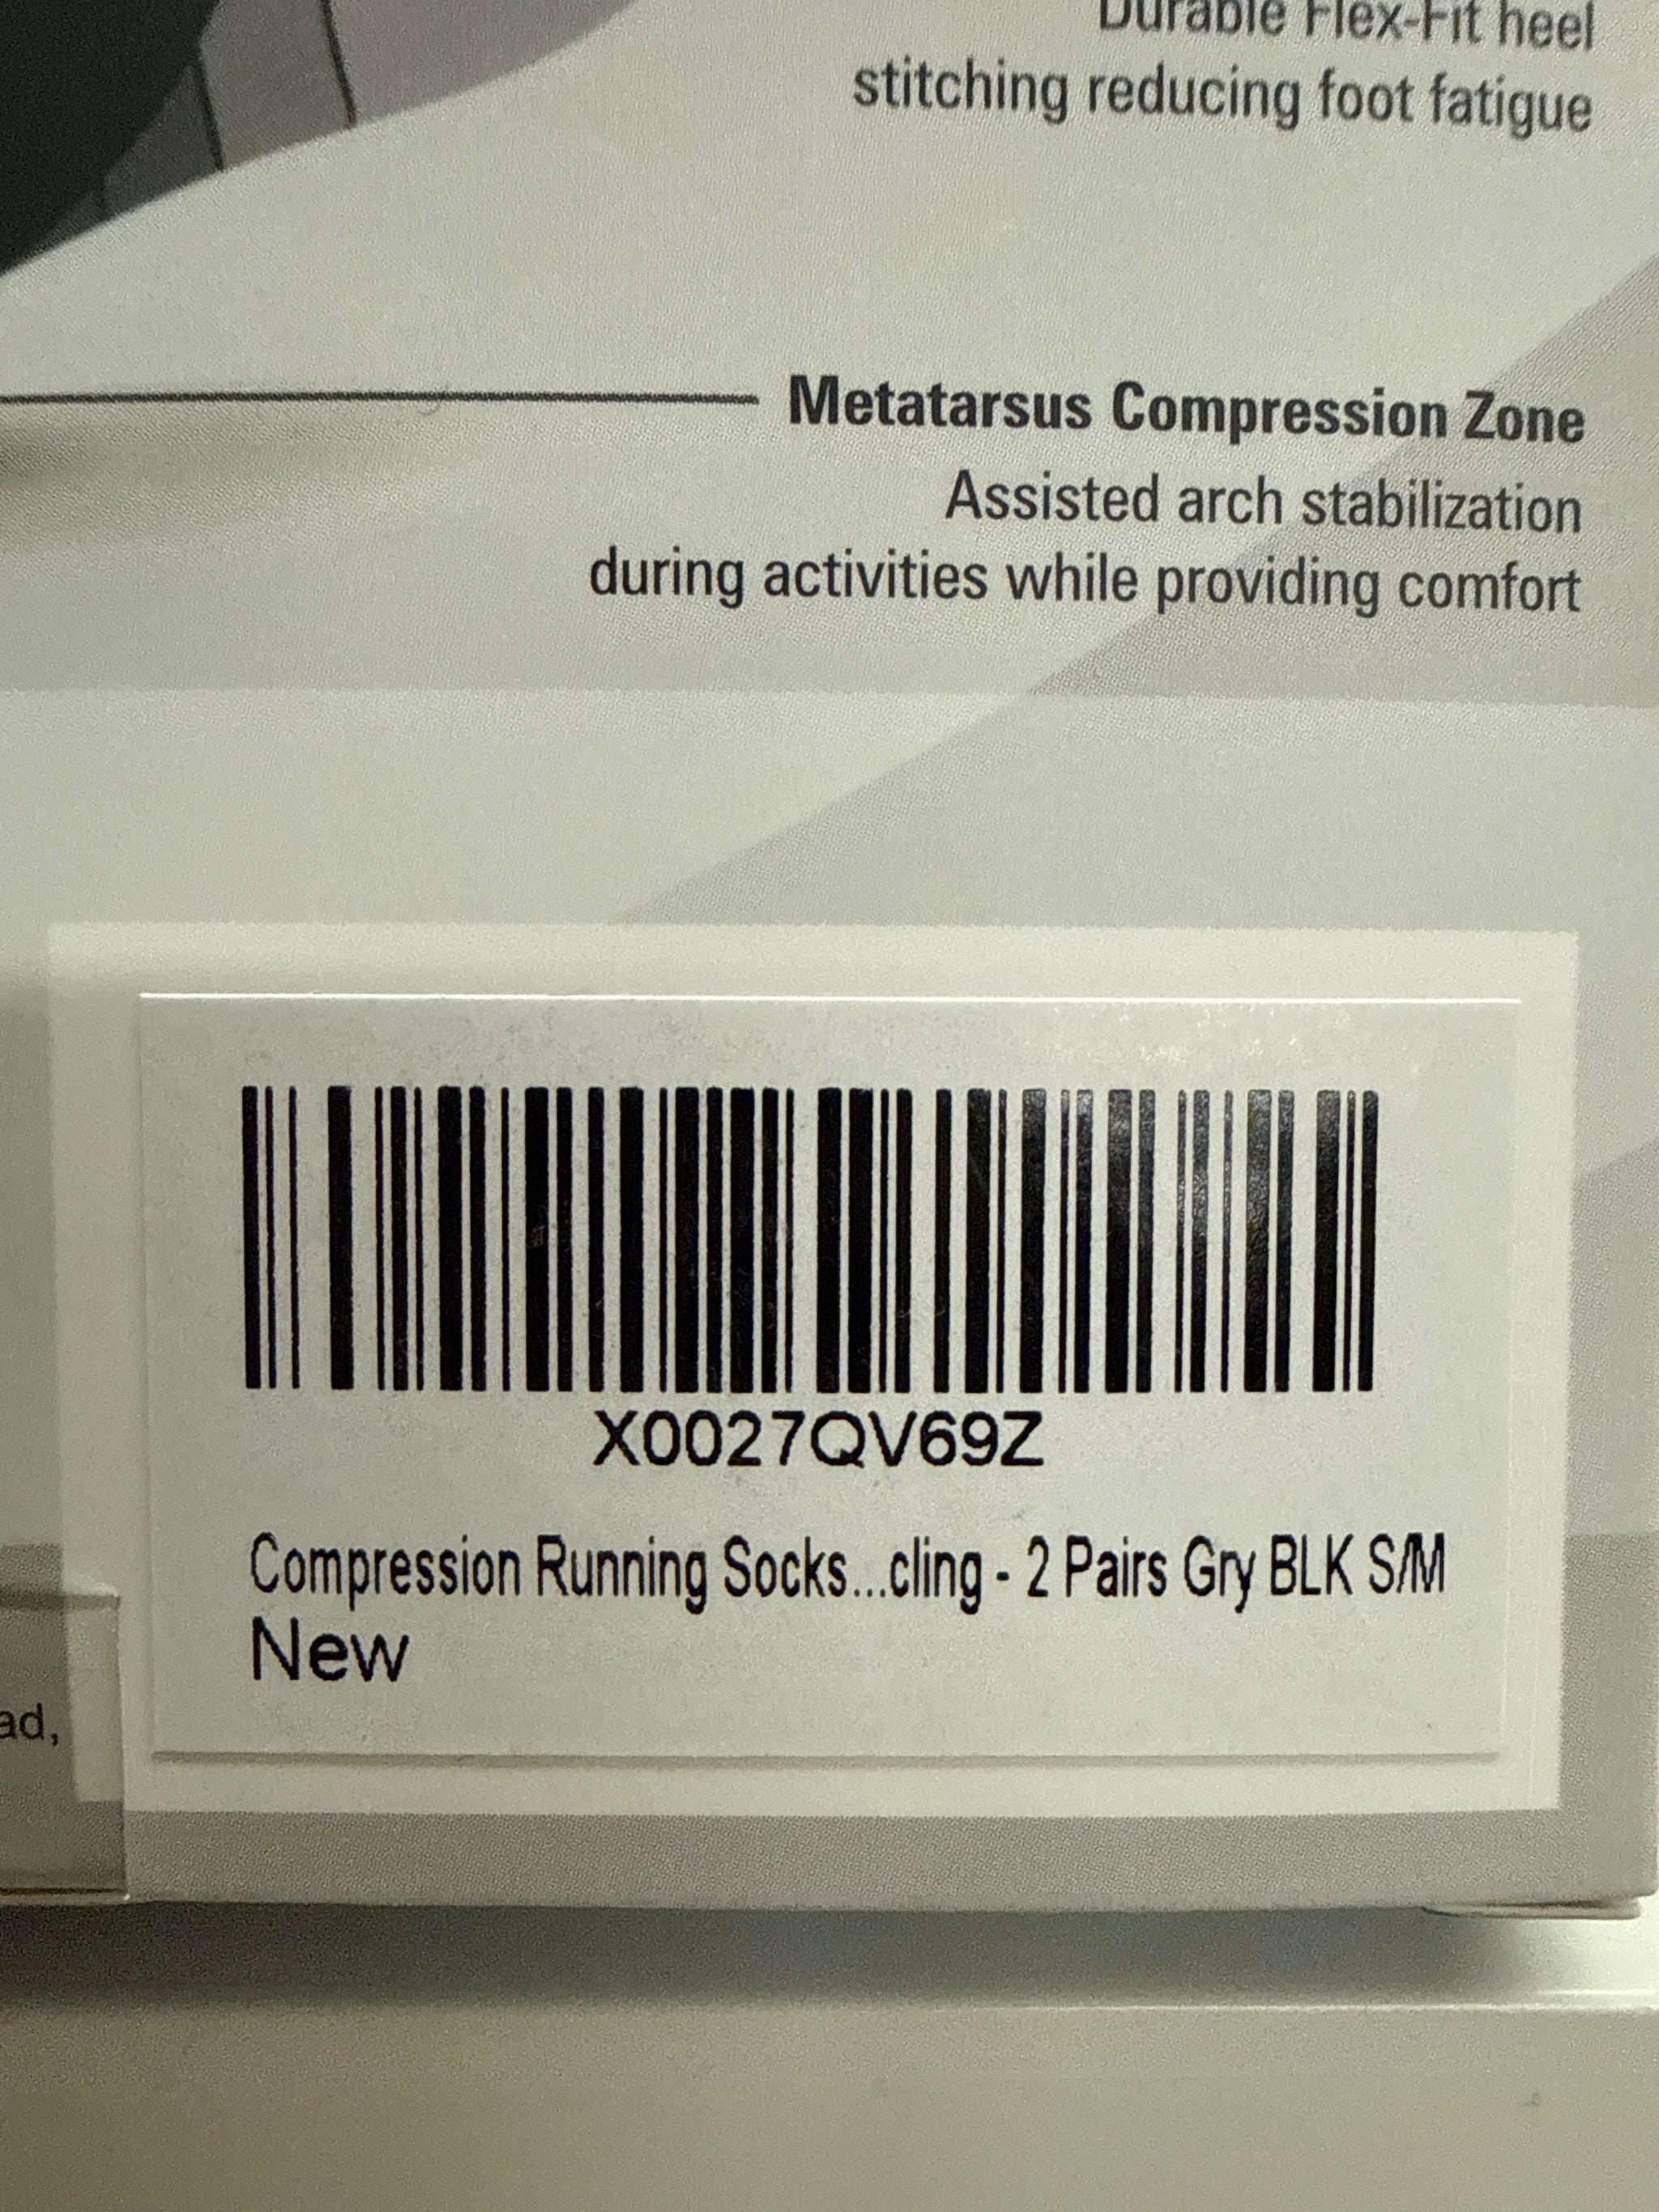 Durable Flex-Fit heel
stitching reducing foot fatigue
Metatarsus Compression Zone
Assisted arch stabilization
during activities while providing comfort
X0027QV69Z
Compression Running Socks...cling - 2 Pairs Gry BLK S/M
New
ad,